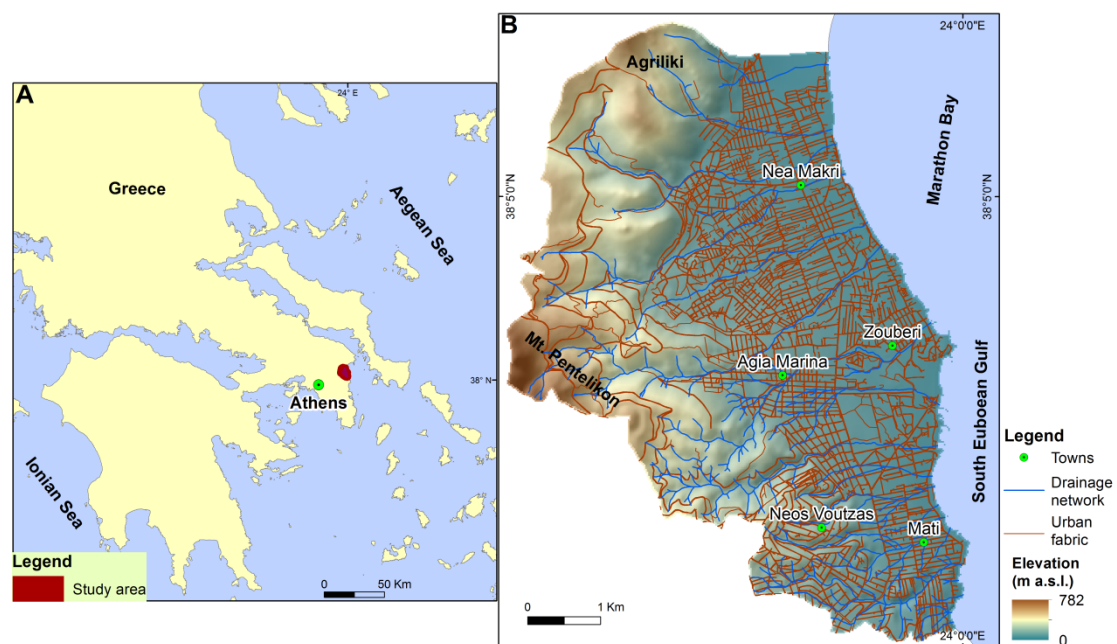 A
24° E
Greece
Aegean Sea
38° N
Athens
Ionian Sea
Legend
Study area
0 50 Km
B
24°0'0"E
Agriliki
Marathon Bay
Nea Makri
38°5'0"N
38°5'0"N
Zouberi
Mt. Pentelikon
Agia Marina
South Euboean Gulf
Neos Voutzas
Mati
0 1 Km
24°0'0"E
Legend
Towns
Drainage
network
Urban
fabric
Elevation
(m a.s.l.)
782
0